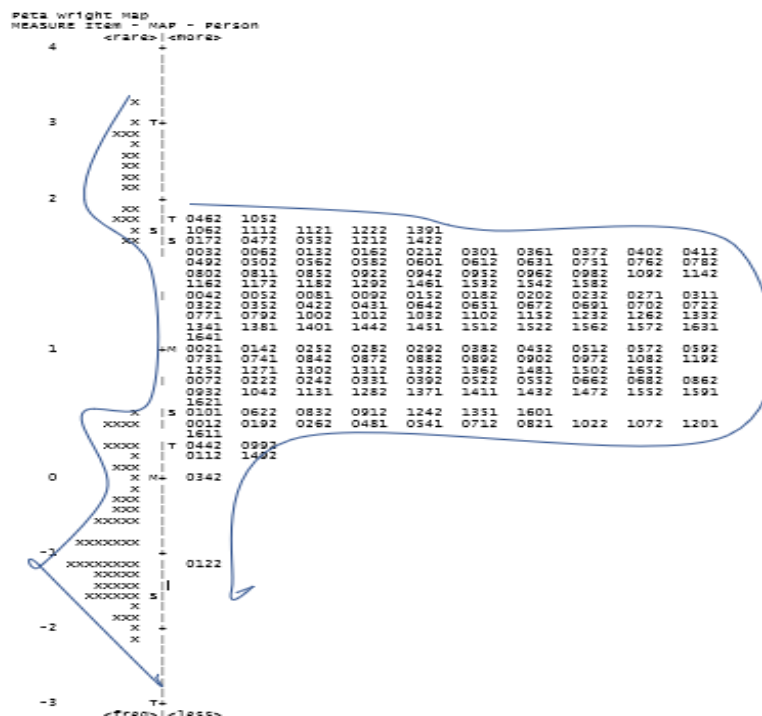 Peta Wright Map
MEASURE Item - MAP - Person
<rare>|<more>
4 +
|
|
|
|
X |
3 X T+
XXX |
X |
XX |
XX |
XX |
XX |
2 +
XX |
XXX | T 0462 1052
X S| 1062 1112 1121 1222 1391
XX | S 0172 0472 0532 1212 1422
| 0032 0062 0132 0162 0212 0301 0361 0372 0402 0412
0492 0502 0562 0582 0601 0612 0631 0751 0762 0782
0802 0811 0852 0922 0942 0952 0962 0982 1092 1142
1162 1172 1182 1292 1461 1532 1542 1582
| 0042 0052 0081 0092 0152 0182 0202 0232 0271 0311
0322 0352 0422 0431 0642 0651 0672 0691 0702 0722
0771 0792 1002 1012 1032 1102 1152 1232 1262 1332
1341 1381 1401 1442 1451 1512 1522 1562 1572 1631
1641
1 +M 0021 0142 0252 0282 0292 0382 0452 0512 0572 0592
0731 0741 0842 0872 0882 0892 0902 0972 1082 1192
1252 1271 1302 1312 1322 1362 1481 1502 1652
| 0072 0222 0242 0331 0392 0522 0552 0662 0682 0862
0932 1042 1131 1282 1371 1411 1432 1472 1552 1591
1621
X | S 0101 0622 0832 0912 1242 1351 1601
XXXX | 0012 0192 0262 0481 0541 0712 0821 1022 1072 1201
1611
XXXX | T 0442 0992
X | 0112 1492
XXX |
0 X M+ 0342
X |
XXX |
XXXX |
XXXXX |
|
XXXXXXX |
-1 +
XXXXXXXX | 0122
XXXXX |
XXXXX |
XXXXXX S|
X |
XXX |
-2 X +
X |
|
|
|
|
-3 T+
<freq>|<less>